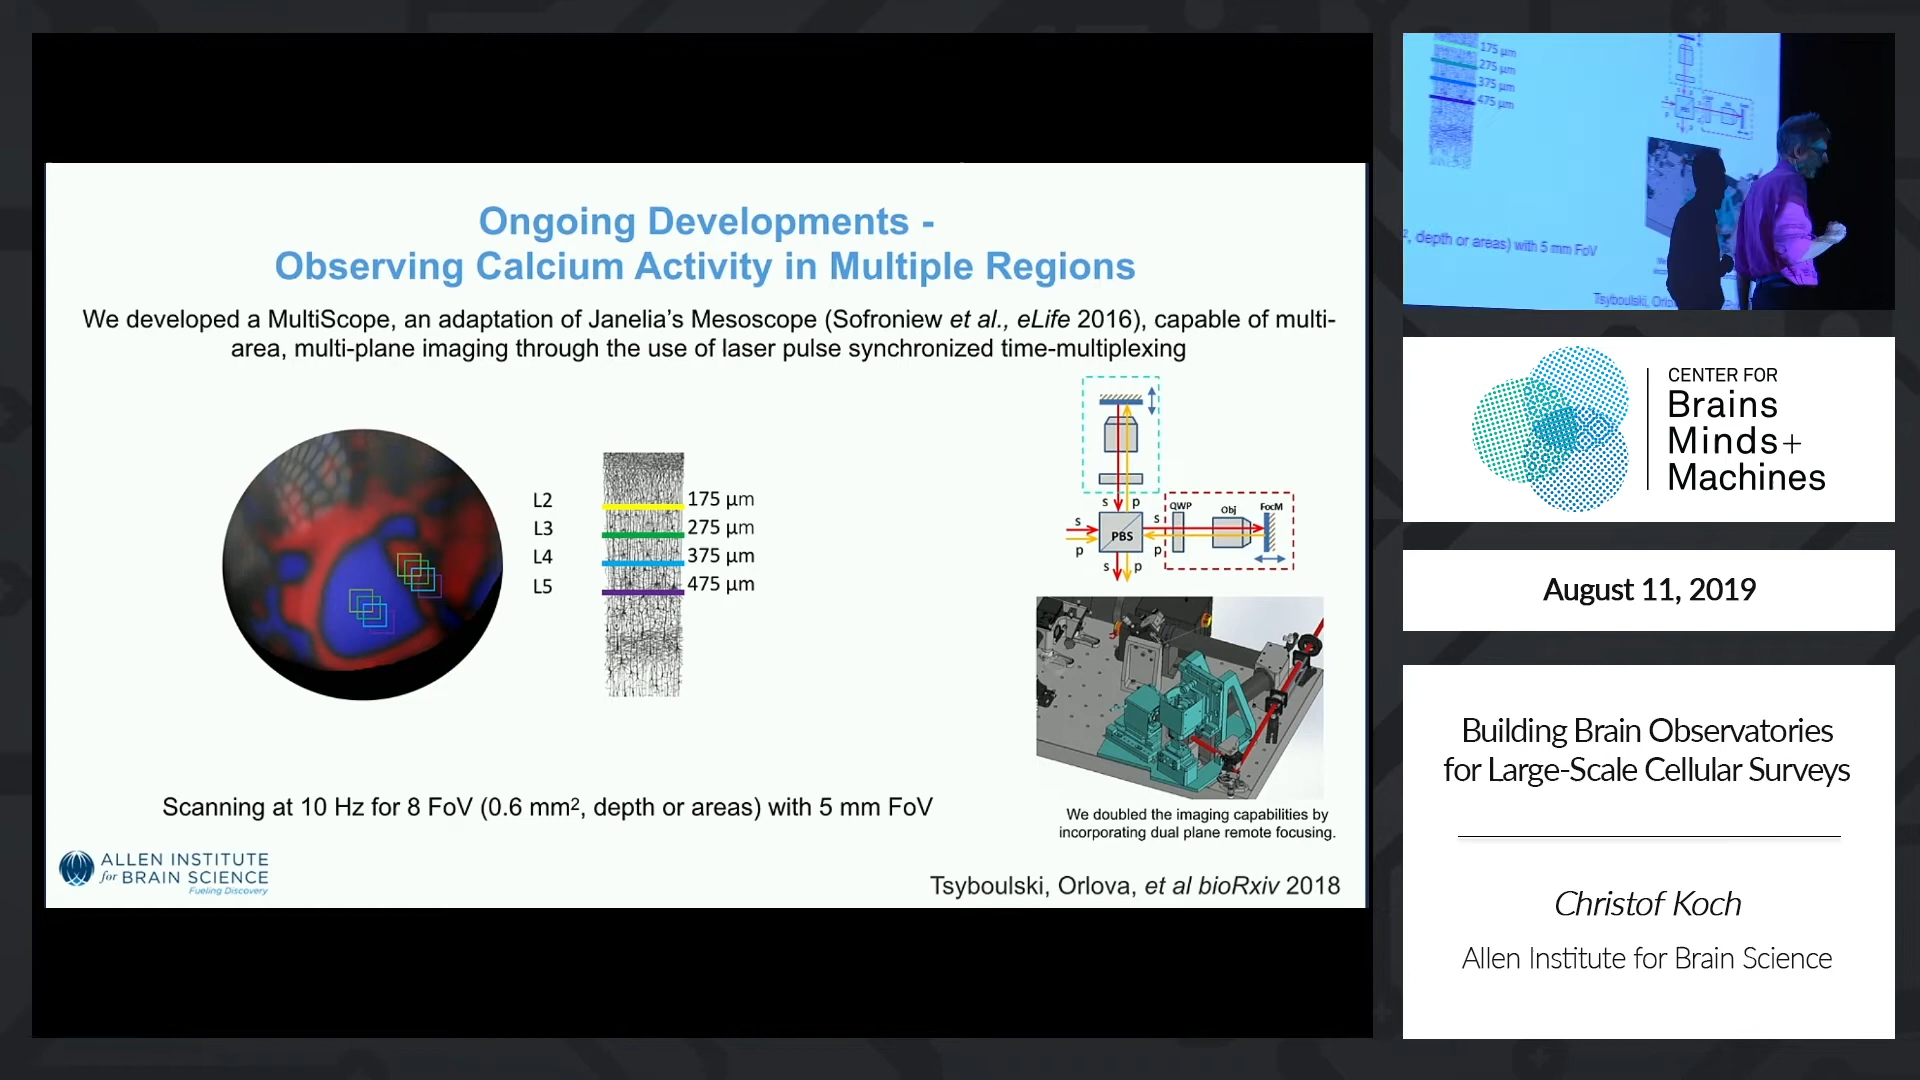 Ongoing Developments -
Observing Calcium Activity in Multiple Regions
We developed a MultiScope, an adaptation of Janelia's Mesoscope (Sofroniew et al., eLife 2016), capable of multi-
area, multi-plane imaging through the use of laser pulse synchronized time-multiplexing
L2 175 µm
L3 275 µm
L4 375 µm
L5 475 µm
s p
s s QWP Obj FocM
PBS
p p
s p
We doubled the imaging capabilities by
incorporating dual plane remote focusing.
Scanning at 10 Hz for 8 FoV (0.6 mm², depth or areas) with 5 mm FoV
ALLEN INSTITUTE
for BRAIN SCIENCE
Fueling Discovery
Tsyboulski, Orlova, et al bioRxiv 2018
175 µm
275 µm
375 µm
475 µm
, depth or areas) with 5 mm FoV
Tsyboulski,
CENTER FOR
Brains
Minds+
Machines
August 11, 2019
Building Brain Observatories
for Large-Scale Cellular Surveys
Christof Koch
Allen Institute for Brain Science